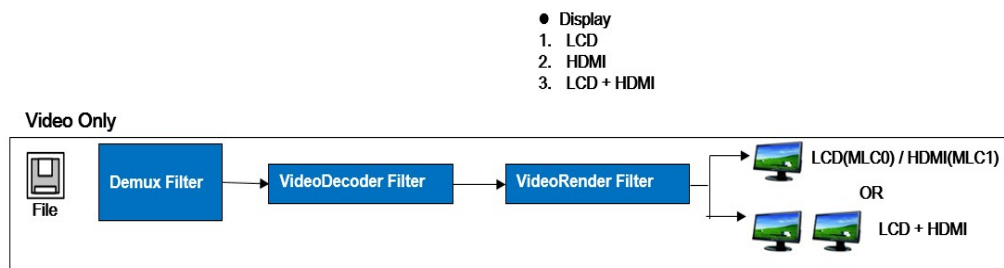 ● Display
1. LCD
2. HDMI
3. LCD + HDMI
Video Only
File
Demux Filter
VideoDecoder Filter
VideoRender Filter
LCD(MLC0) / HDMI(MLC1)
OR
LCD + HDMI